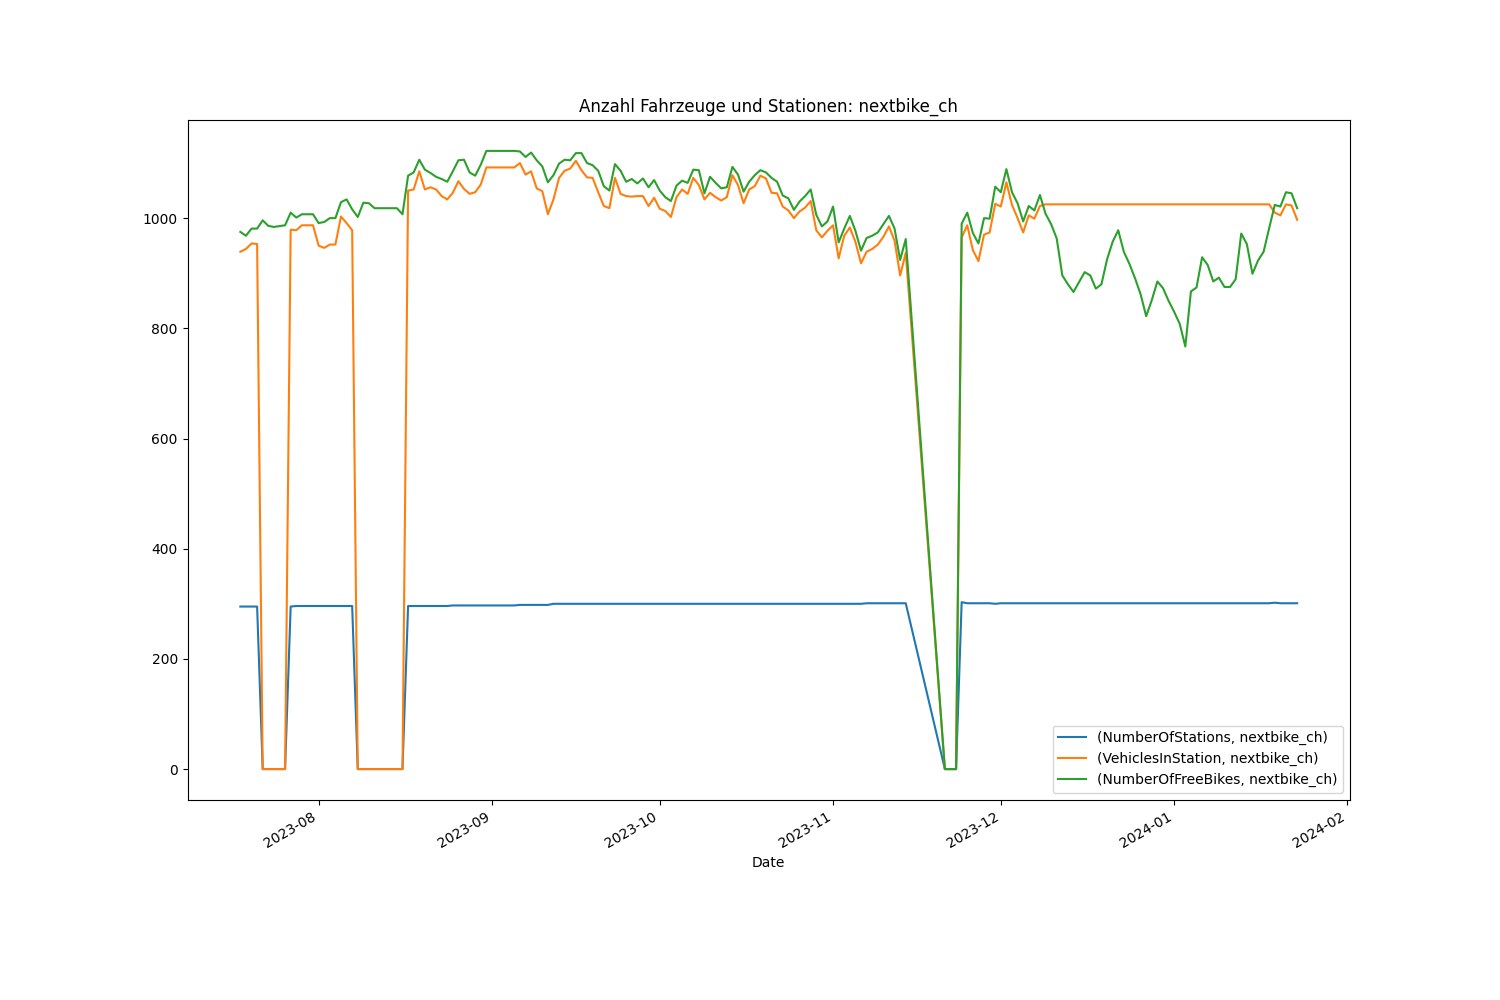 Anzahl Fahrzeuge und Stationen: nextbike_ch
1000
800
600
400
200
0
(NumberOfStations, nextbike_ch)
(VehiclesInStation, nextbike_ch)
(NumberOfFreeBikes, nextbike_ch)
2023-08
2023-09
2023-10
2023-11
2023-12
2024-01
2024-02
Date